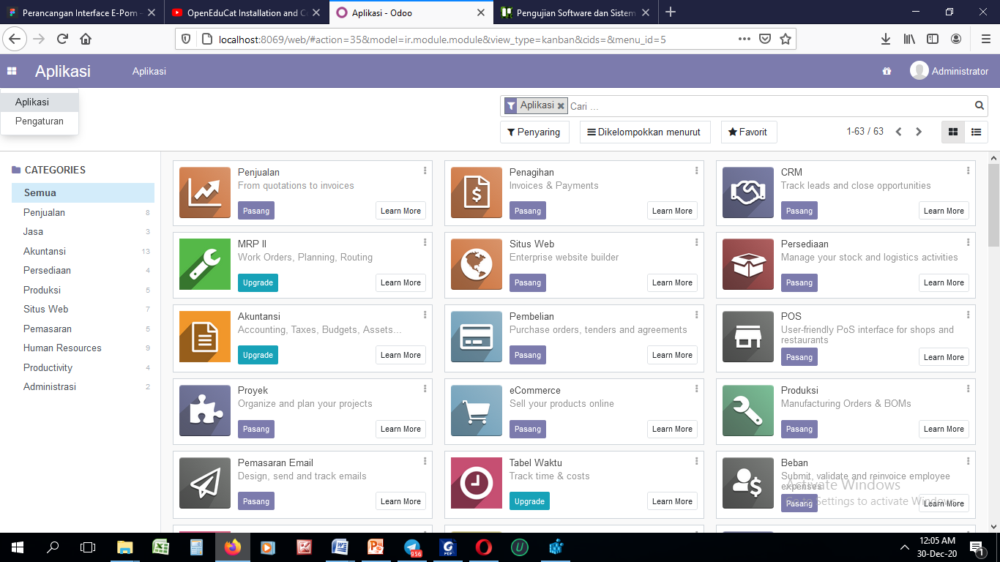 Perancangan Interface E-Pom -
OpenEduCat Installation and C
Aplikasi - Odoo
Pengujian Software dan Sistem
localhost:8069/web/#action=35&model=ir.module.module&view_type=kanban&cids=&menu_id=5
Aplikasi
Aplikasi
Administrator
Aplikasi
Pengaturan
Aplikasi
Cari ...
Penyaring
Dikelompokkan menurut
Favorit
1-63 / 63
CATEGORIES
Semua
Penjualan 8
Jasa 3
Akuntansi 13
Persediaan 4
Produksi 5
Situs Web 7
Pemasaran 5
Human Resources 9
Productivity 4
Administrasi 2
Penjualan
From quotations to invoices
Pasang
Learn More
Penagihan
Invoices & Payments
Pasang
Learn More
CRM
Track leads and close opportunities
Pasang
Learn More
MRP II
Work Orders, Planning, Routing
Upgrade
Learn More
Situs Web
Enterprise website builder
Pasang
Learn More
Persediaan
Manage your stock and logistics activities
Pasang
Learn More
Akuntansi
Accounting, Taxes, Budgets, Assets...
Upgrade
Learn More
Pembelian
Purchase orders, tenders and agreements
Pasang
Learn More
POS
User-friendly PoS interface for shops and
restaurants
Pasang
Learn More
Proyek
Organize and plan your projects
Pasang
Learn More
eCommerce
Sell your products online
Pasang
Learn More
Produksi
Manufacturing Orders & BOMs
Pasang
Learn More
Pemasaran Email
Design, send and track emails
Pasang
Learn More
Tabel Waktu
Track time & costs
Upgrade
Learn More
Beban
Submit, validate and reinvoice employee
expenses
Pasang
Learn More
Activate Windows
Go to Settings to activate Windows.
956
PDF
12:05 AM
30-Dec-20
1